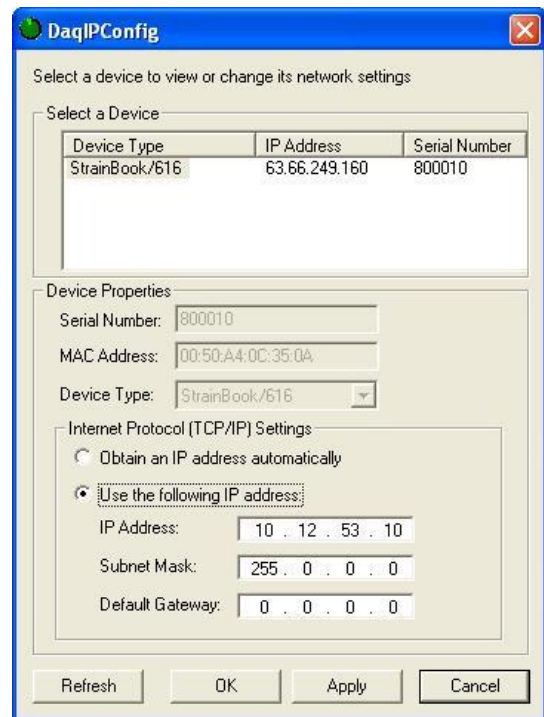 DaqIPConfig
Select a device to view or change its network settings
Select a Device
Device Type IP Address Serial Number
StrainBook/616 63.66.249.160 800010
Device Properties
Serial Number: 800010
MAC Address: 00:50:A4:0C:35:0A
Device Type: StrainBook/616
Internet Protocol (TCP/IP) Settings
Obtain an IP address automatically
Use the following IP address:
IP Address: 10 . 12 . 53 . 10
Subnet Mask: 255 . 0 . 0 . 0
Default Gateway: 0 . 0 . 0 . 0
Refresh OK Apply Cancel